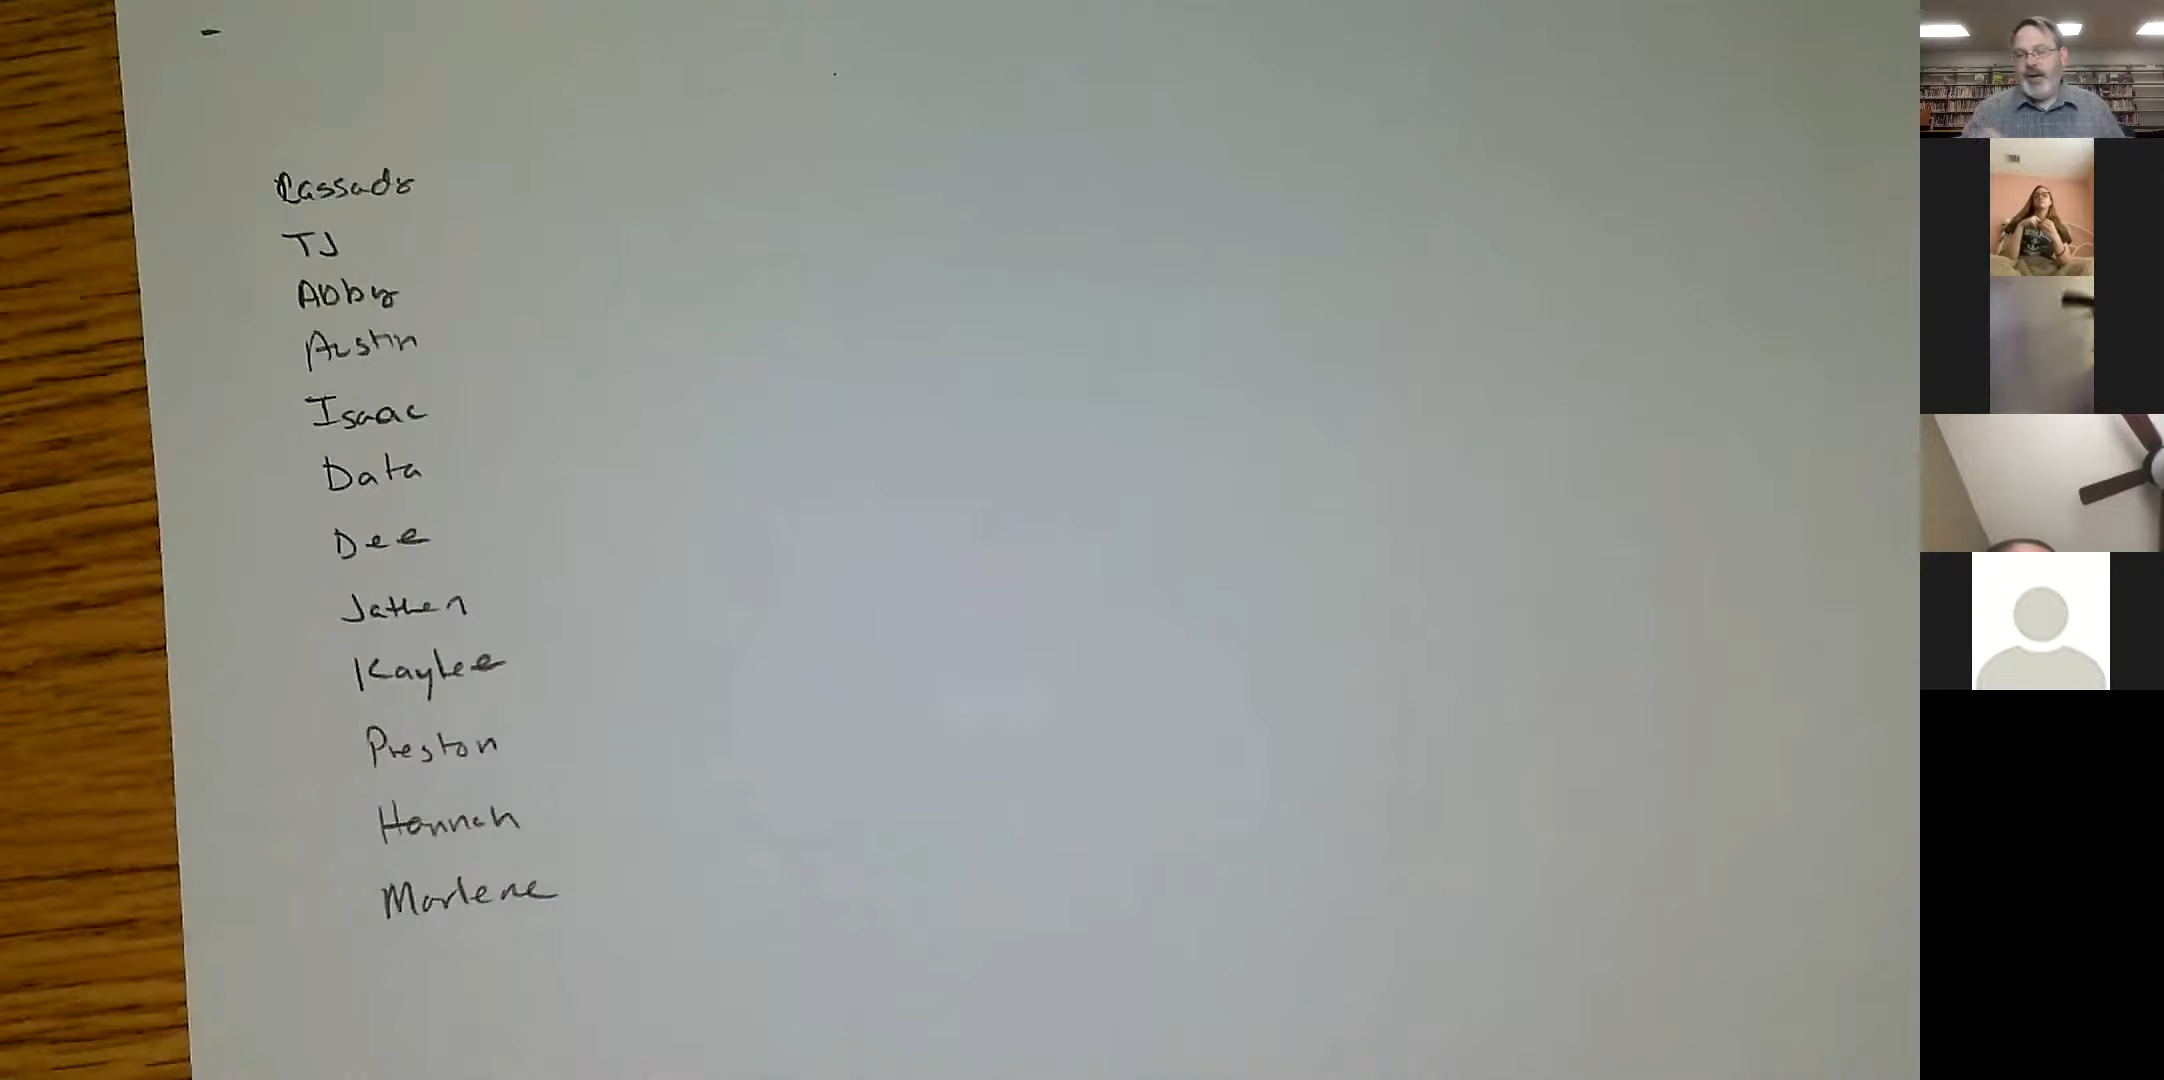 Cassady
TJ
Abby
Austin
Isaac
Data
Dee
Jathen
Kaylee
Preston
Hannah
Marlene